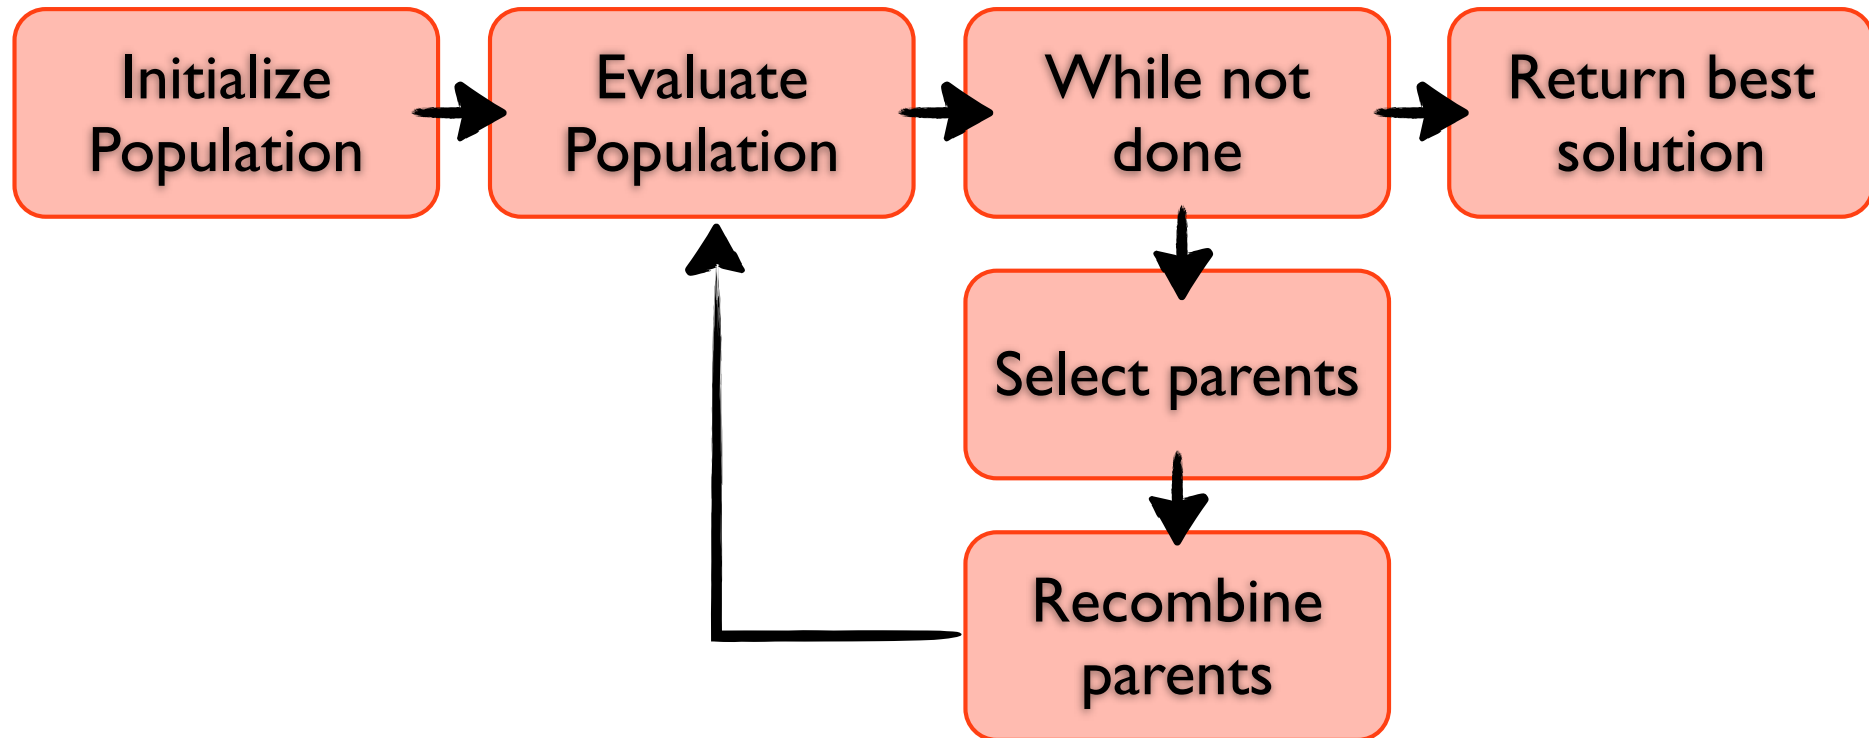 Initialize
Population
Evaluate
Population
While not
done
Return best
solution
Select parents
Recombine
parents